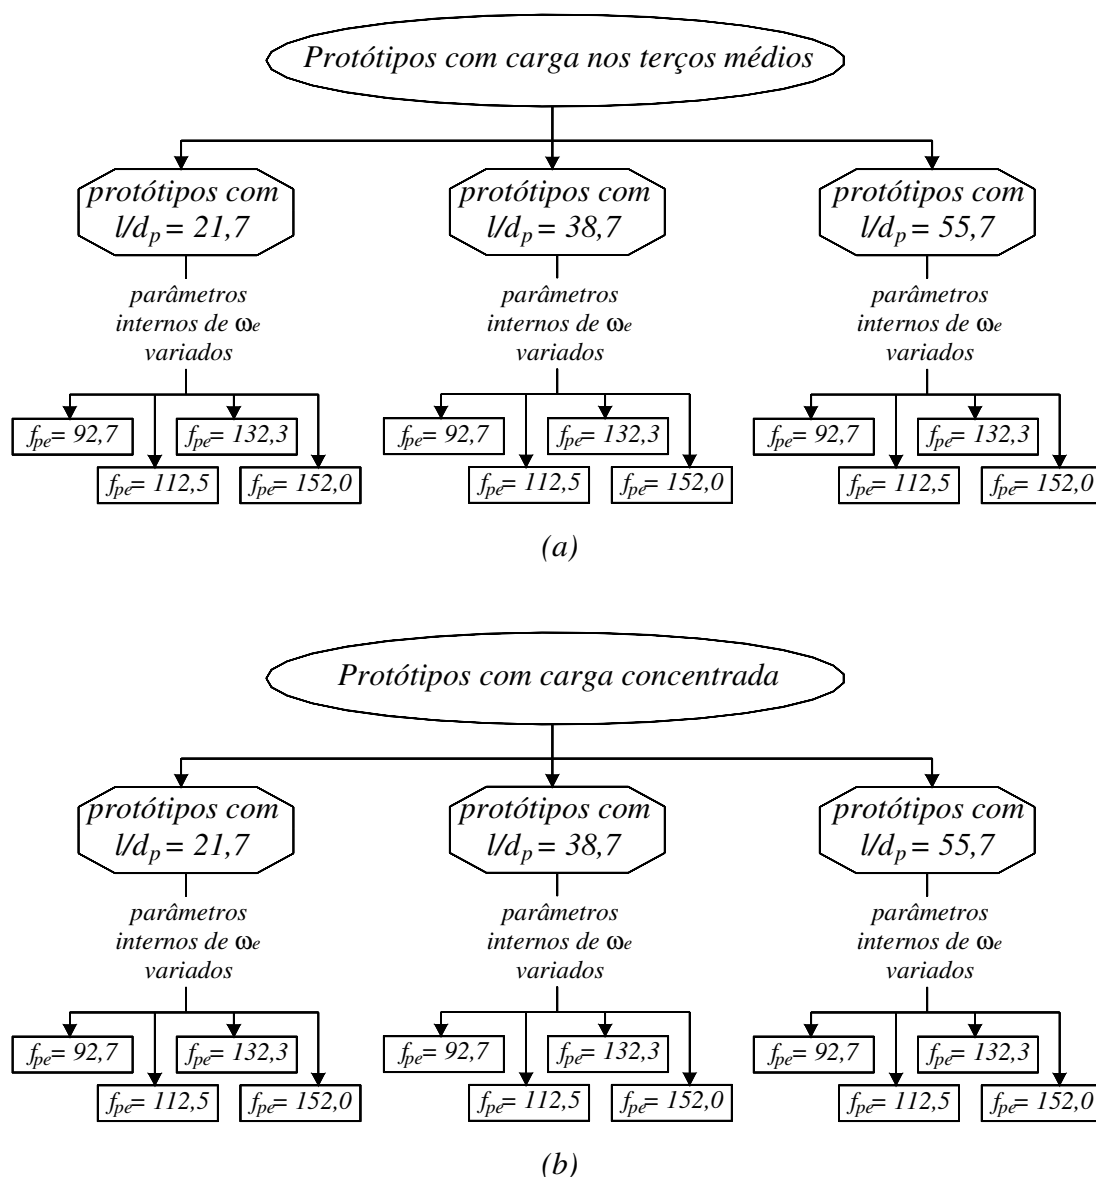 Protótipos com carga nos terços médios
protótipos com
l/dp = 21,7
protótipos com
l/dp = 38,7
protótipos com
l/dp = 55,7
parâmetros
internos de ωe
variados
parâmetros
internos de ωe
variados
parâmetros
internos de ωe
variados
fpe= 92,7
fpe= 132,3
fpe= 112,5
fpe= 152,0
fpe= 92,7
fpe= 132,3
fpe= 112,5
fpe= 152,0
fpe= 92,7
fpe= 132,3
fpe= 112,5
fpe= 152,0
(a)
Protótipos com carga concentrada
protótipos com
l/dp = 21,7
protótipos com
l/dp = 38,7
protótipos com
l/dp = 55,7
parâmetros
internos de ωe
variados
parâmetros
internos de ωe
variados
parâmetros
internos de ωe
variados
fpe= 92,7
fpe= 132,3
fpe= 112,5
fpe= 152,0
fpe= 92,7
fpe= 132,3
fpe= 112,5
fpe= 152,0
fpe= 92,7
fpe= 132,3
fpe= 112,5
fpe= 152,0
(b)